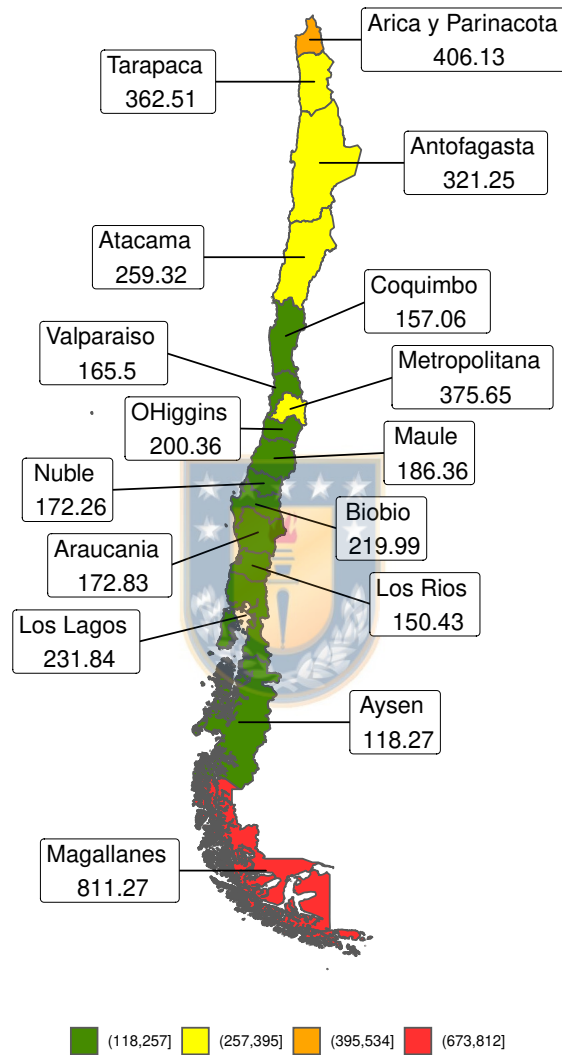 Arica y Parinacota
406.13
Tarapaca
362.51
Antofagasta
321.25
Atacama
259.32
Coquimbo
157.06
Valparaiso
165.5
Metropolitana
375.65
OHiggins
200.36
Maule
186.36
Nuble
172.26
Biobio
219.99
Araucania
172.83
Los Rios
150.43
Los Lagos
231.84
Aysen
118.27
Magallanes
811.27
(118,257] (257,395] (395,534] (673,812]